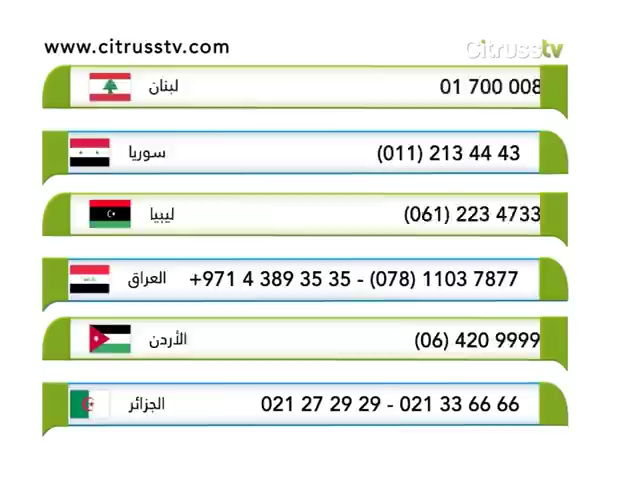 www.citrusstv.com
Citrusstv
لبنان 01 700 008
سوريا (011) 213 44 43
ليبيا (061) 223 4733
العراق +971 4 389 35 35 - (078) 1103 7877
الأردن (06) 420 9999
الجزائر 021 27 29 29 - 021 33 66 66